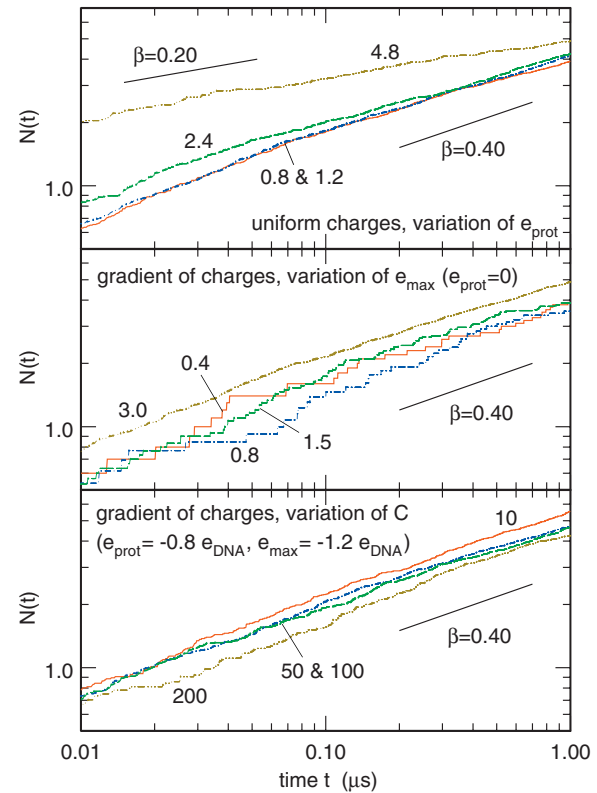 β=0.20
4.8
N(t)
2.4
β=0.40
1.0
0.8 & 1.2
uniform charges, variation of e_prot
gradient of charges, variation of e_max (e_prot=0)
N(t)
0.4
3.0
1.0
1.5
0.8
β=0.40
gradient of charges, variation of C
10
(e_prot= -0.8 e_DNA, e_max= -1.2 e_DNA)
N(t)
β=0.40
1.0
50 & 100
200
0.01
0.10
1.00
time t (μs)